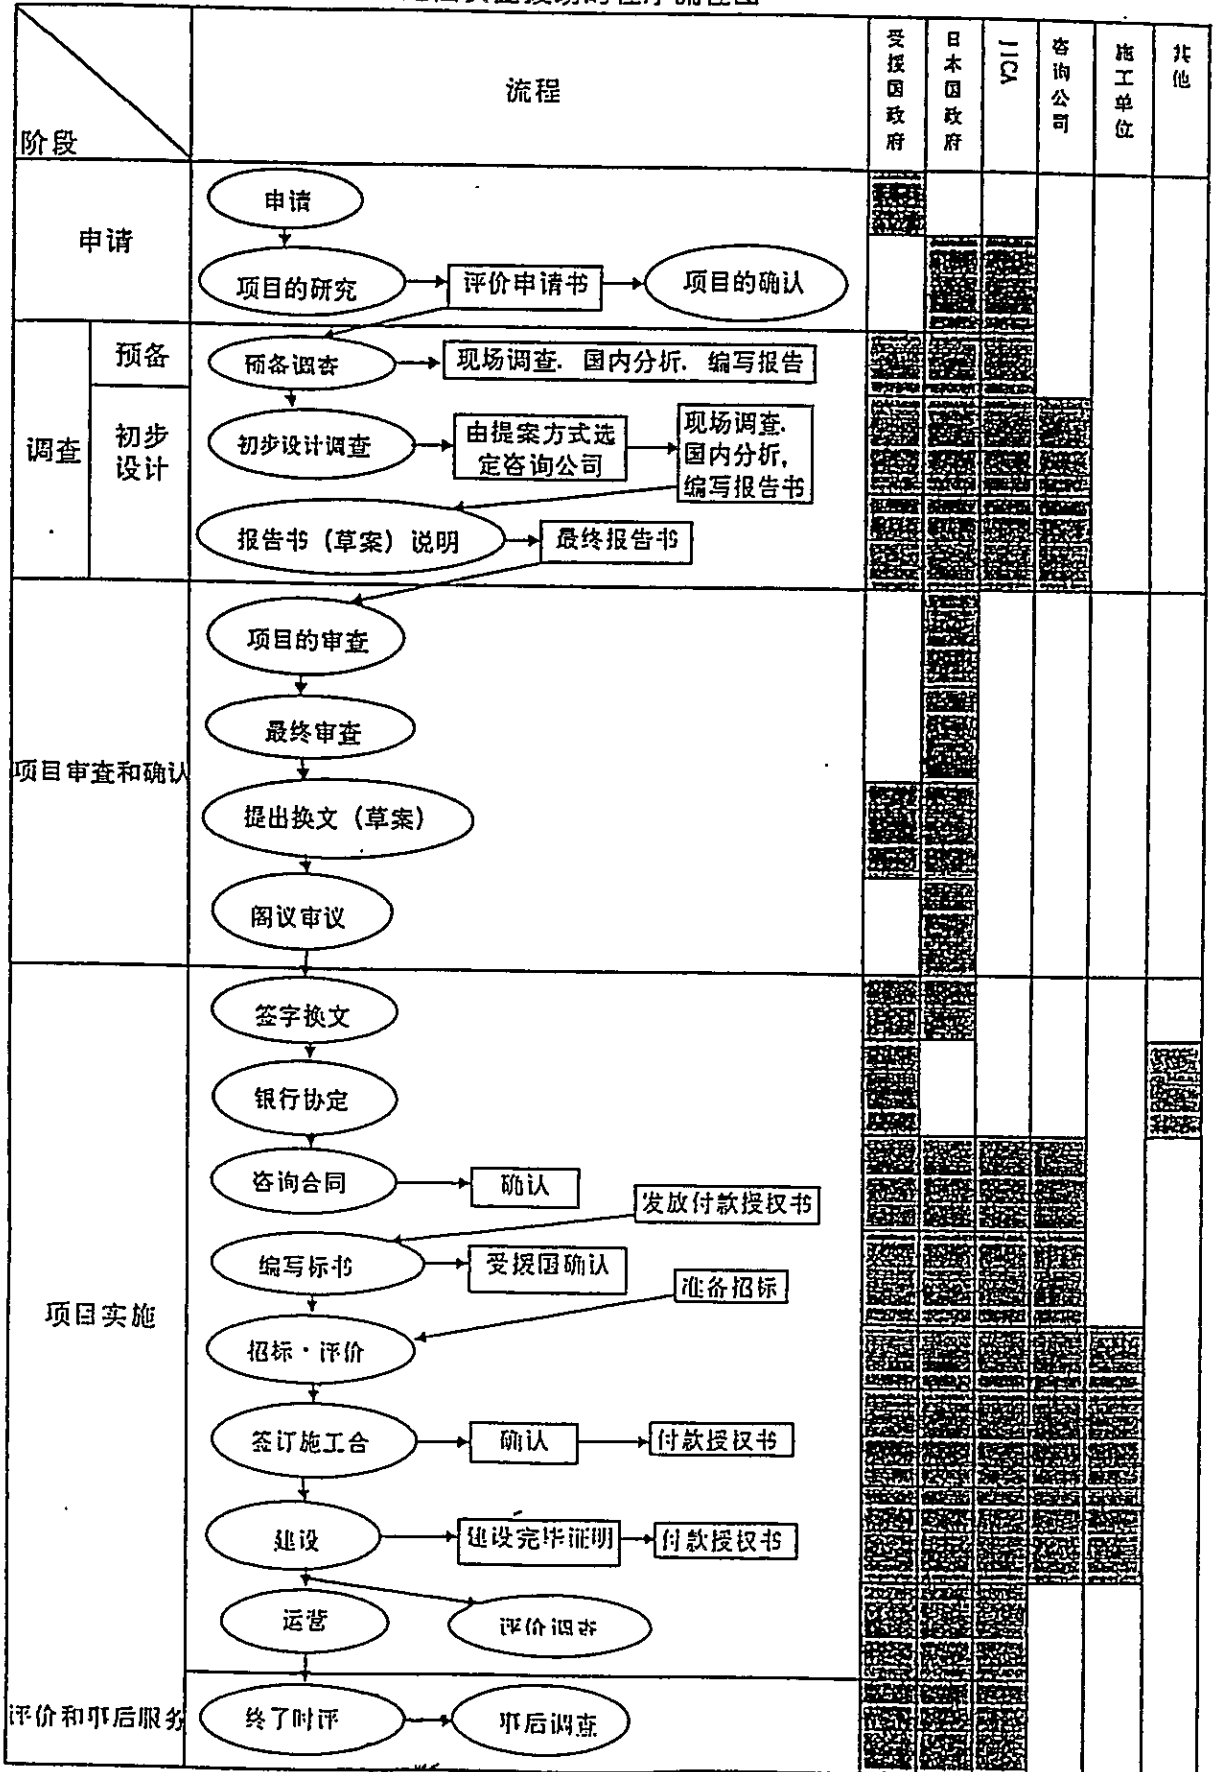 流程
阶段
受援国政府
日本国政府
JICA
咨询公司
施工单位
其他
申请
申请
项目的研究
评价申请书
项目的确认
调查
预备
预备调查
现场调查.国内分析.编写报告
初步
设计
初步设计调查
由提案方式选
定咨询公司
现场调查.
国内分析,
编写报告书
报告书（草案）说明
最终报告书
项目审查和确认
项目的审查
最终审查
提出换文（草案）
阁议审议
项目实施
签字换文
银行协定
咨询合同
确认
发放付款授权书
编写标书
受援国确认
准备招标
招标·评价
签订施工合
确认
付款授权书
建设
建设完毕证明
付款授权书
运营
评价调查
评价和事后服务
终了时评
事后调查